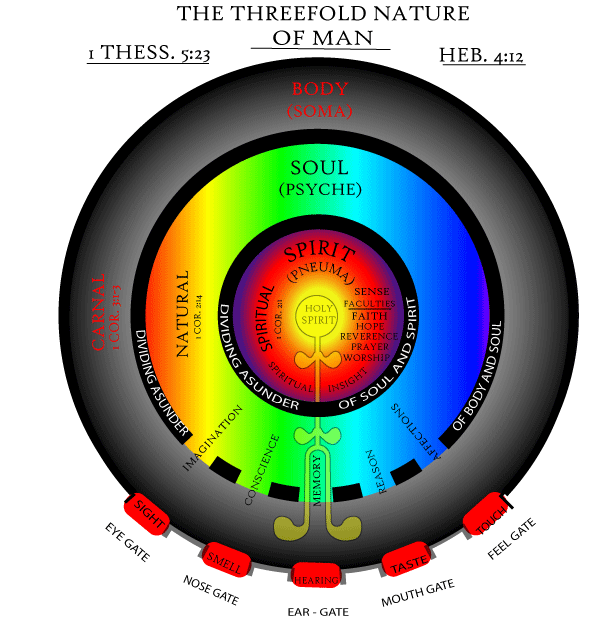 THE THREEFOLD NATURE
OF MAN
1 THESS. 5:23
HEB. 4:12
BODY
(SOMA)
SOUL
(PSYCHE)
SPIRIT
(PNEUMA)
CARNAL
1 COR. 3:1-3
NATURAL
1 COR. 2:14
SPIRITUAL
1 COR. 2:1
HOLY
SPIRIT
SENSE
FACULTIES
FAITH
HOPE
REVERENCE
PRAYER
WORSHIP
SPIRITUAL INSIGHT
DIVIDING ASUNDER OF SOUL AND SPIRIT
DIVIDING ASUNDER OF BODY AND SOUL
IMAGINATION
CONSCIENCE
MEMORY
REASON
AFFECTIONS
SIGHT
SMELL
HEARING
TASTE
TOUCH
EYE GATE
NOSE GATE
EAR - GATE
MOUTH GATE
FEEL GATE